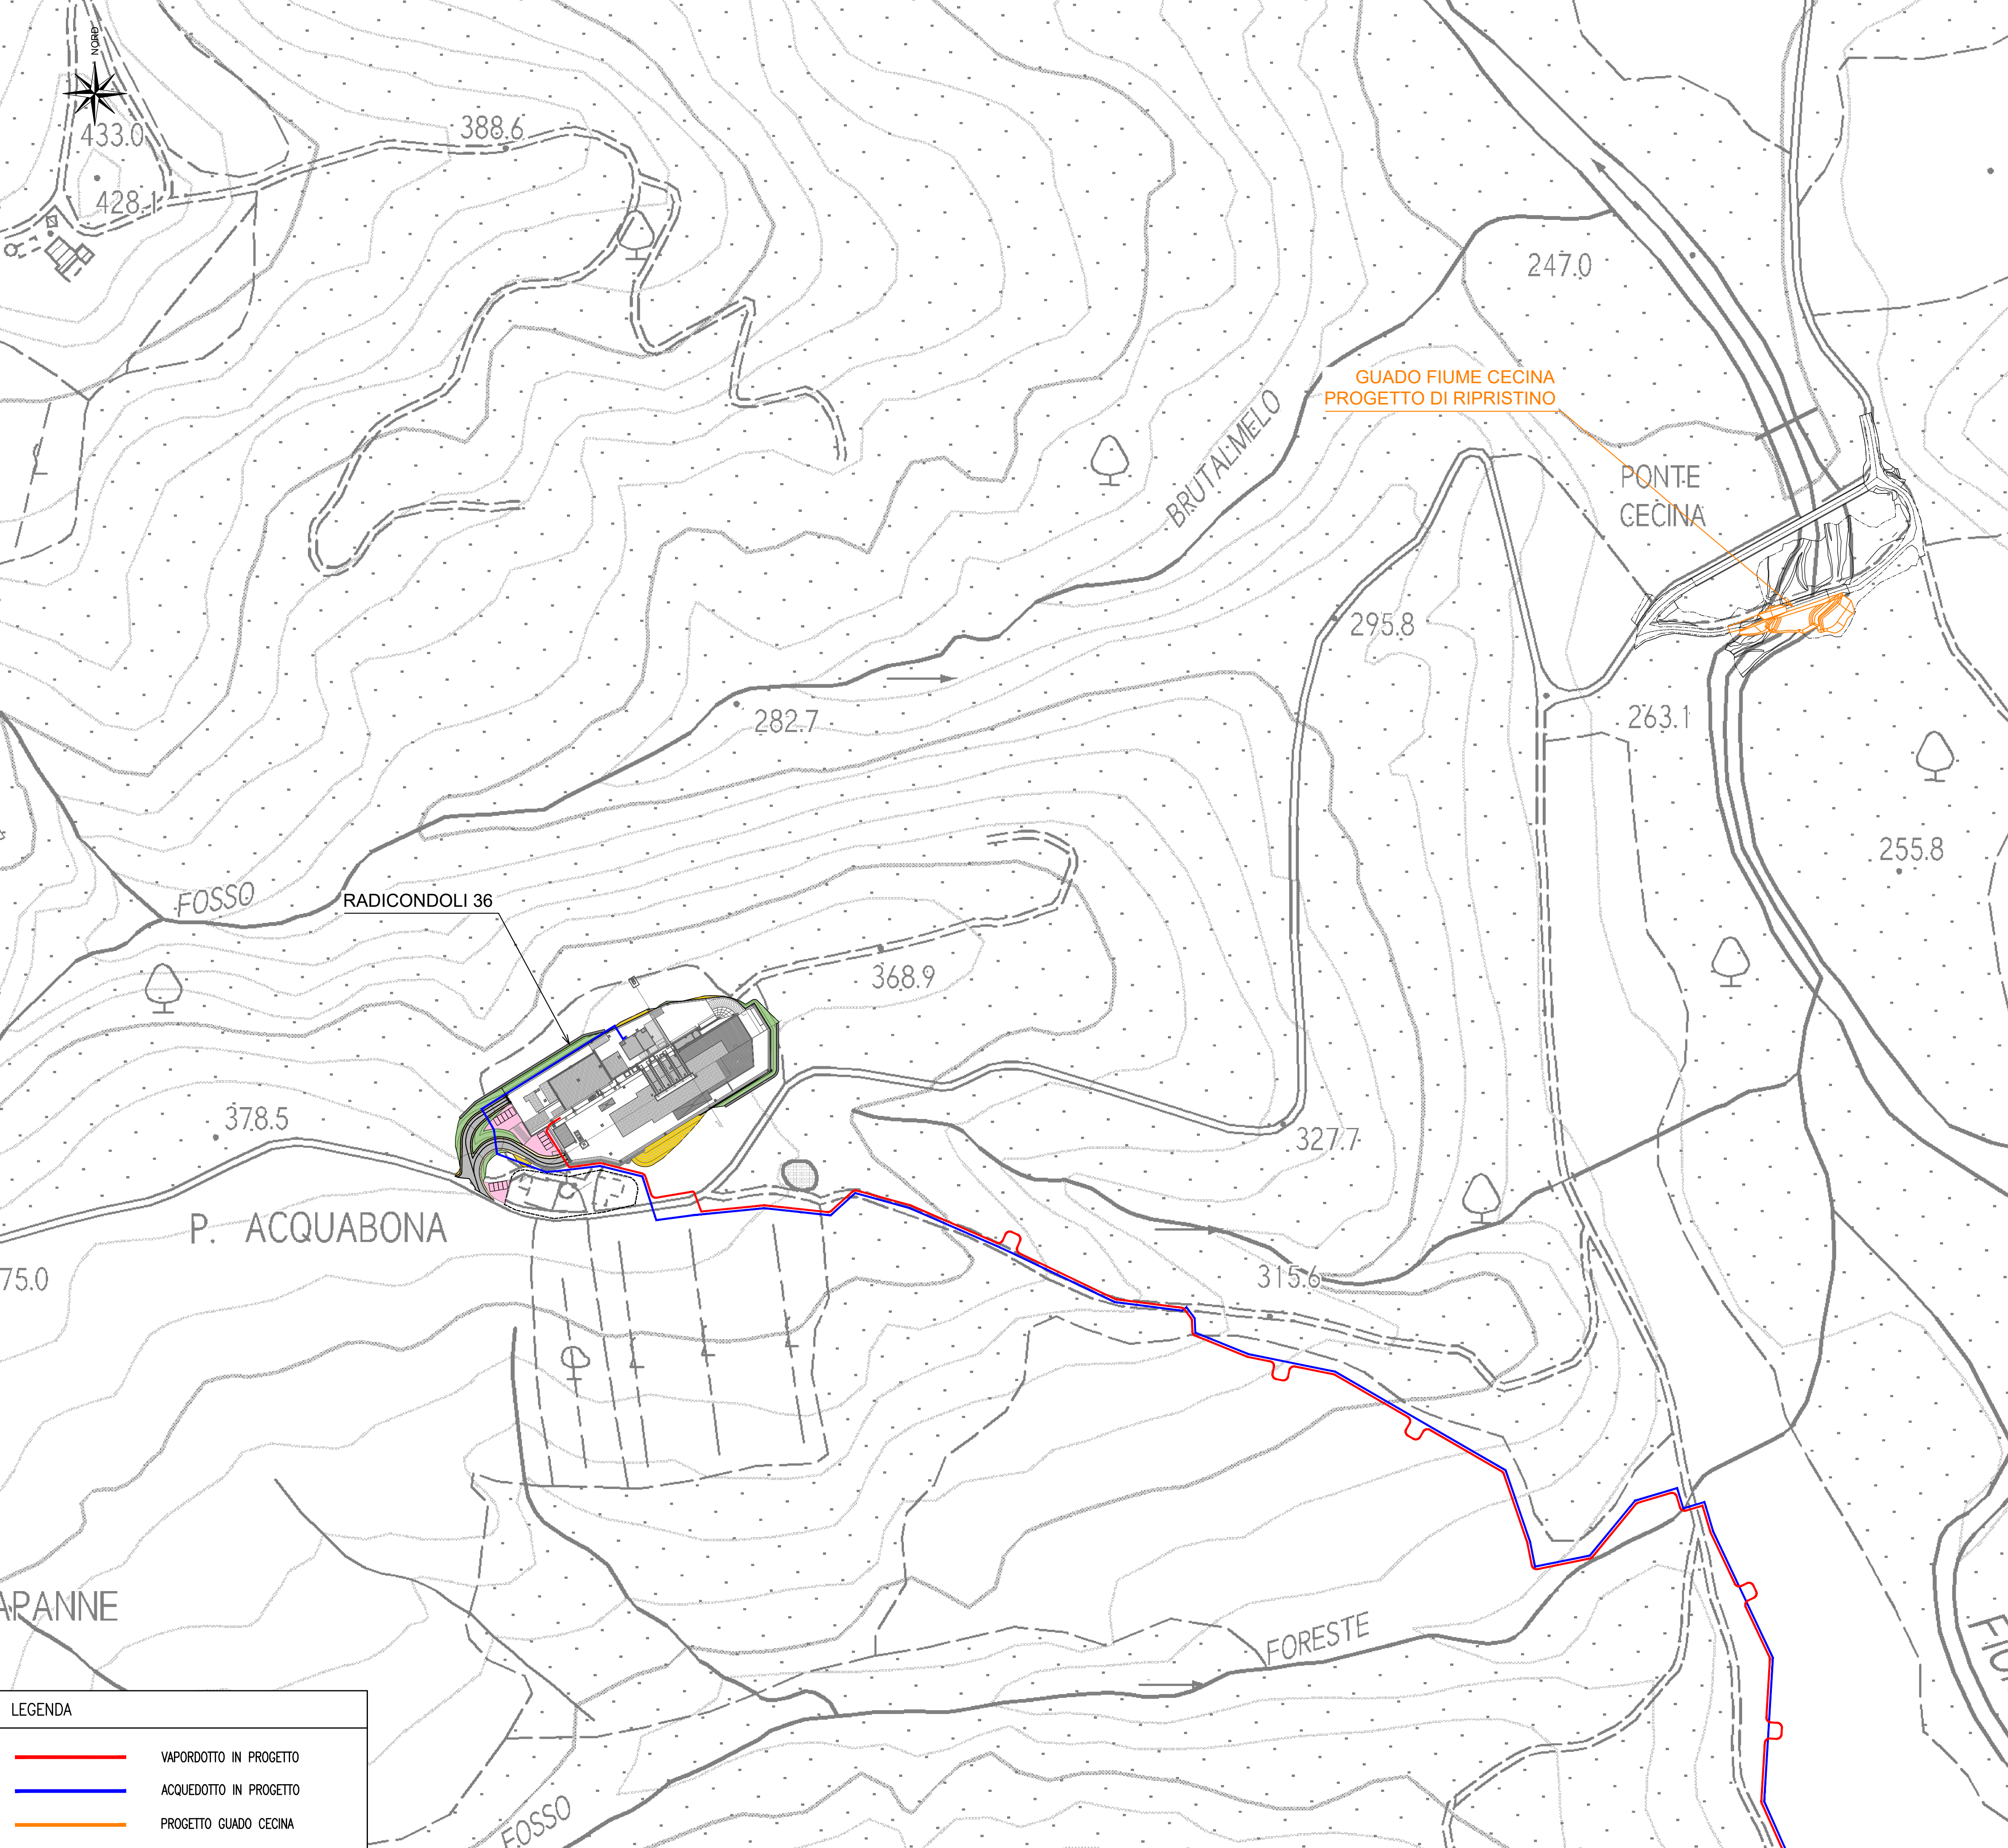 NORD
433.0
388.6
428.1
247.0
GUADO FIUME CECINA
PROGETTO DI RIPRISTINO
BRUTALMELO
PONTE
CECINA
295.8
282.7
263.1
255.8
FOSSO
RADICONDOLI 36
368.9
378.5
327.7
P. ACQUABONA
75.0
315.6
APANNE
FORESTE
FIU
FOSSO
LEGENDA
VAPORDOTTO IN PROGETTO
ACQUEDOTTO IN PROGETTO
PROGETTO GUADO CECINA